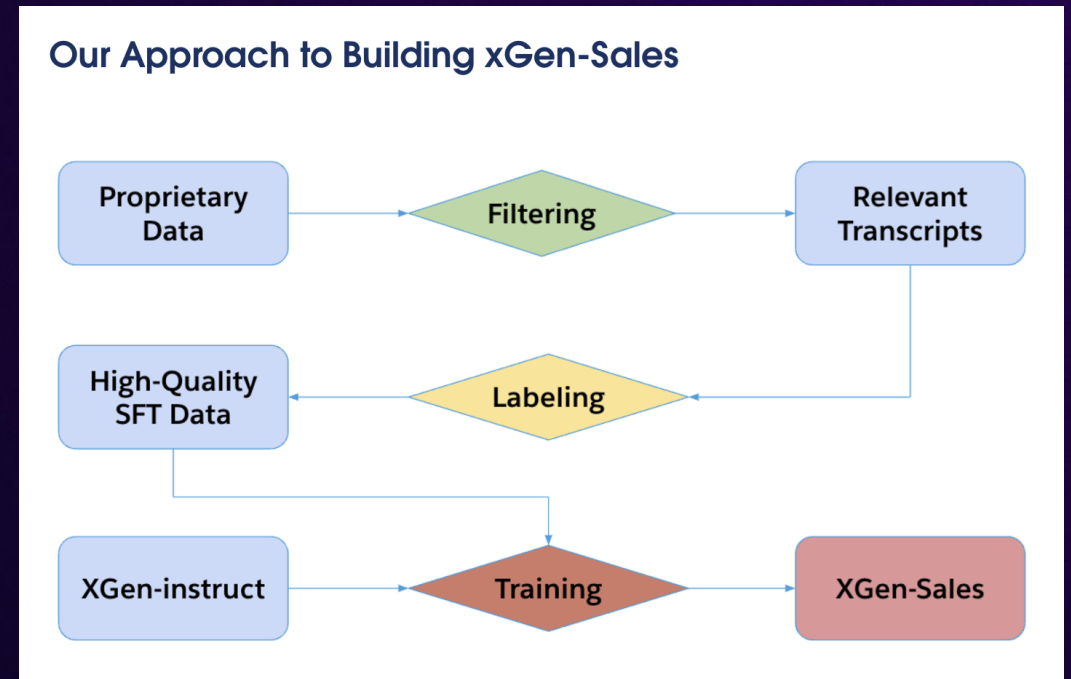 Our Approach to Building xGen-Sales
Proprietary
Data
Filtering
Relevant
Transcripts
High-Quality
SFT Data
Labeling
XGen-instruct
Training
XGen-Sales